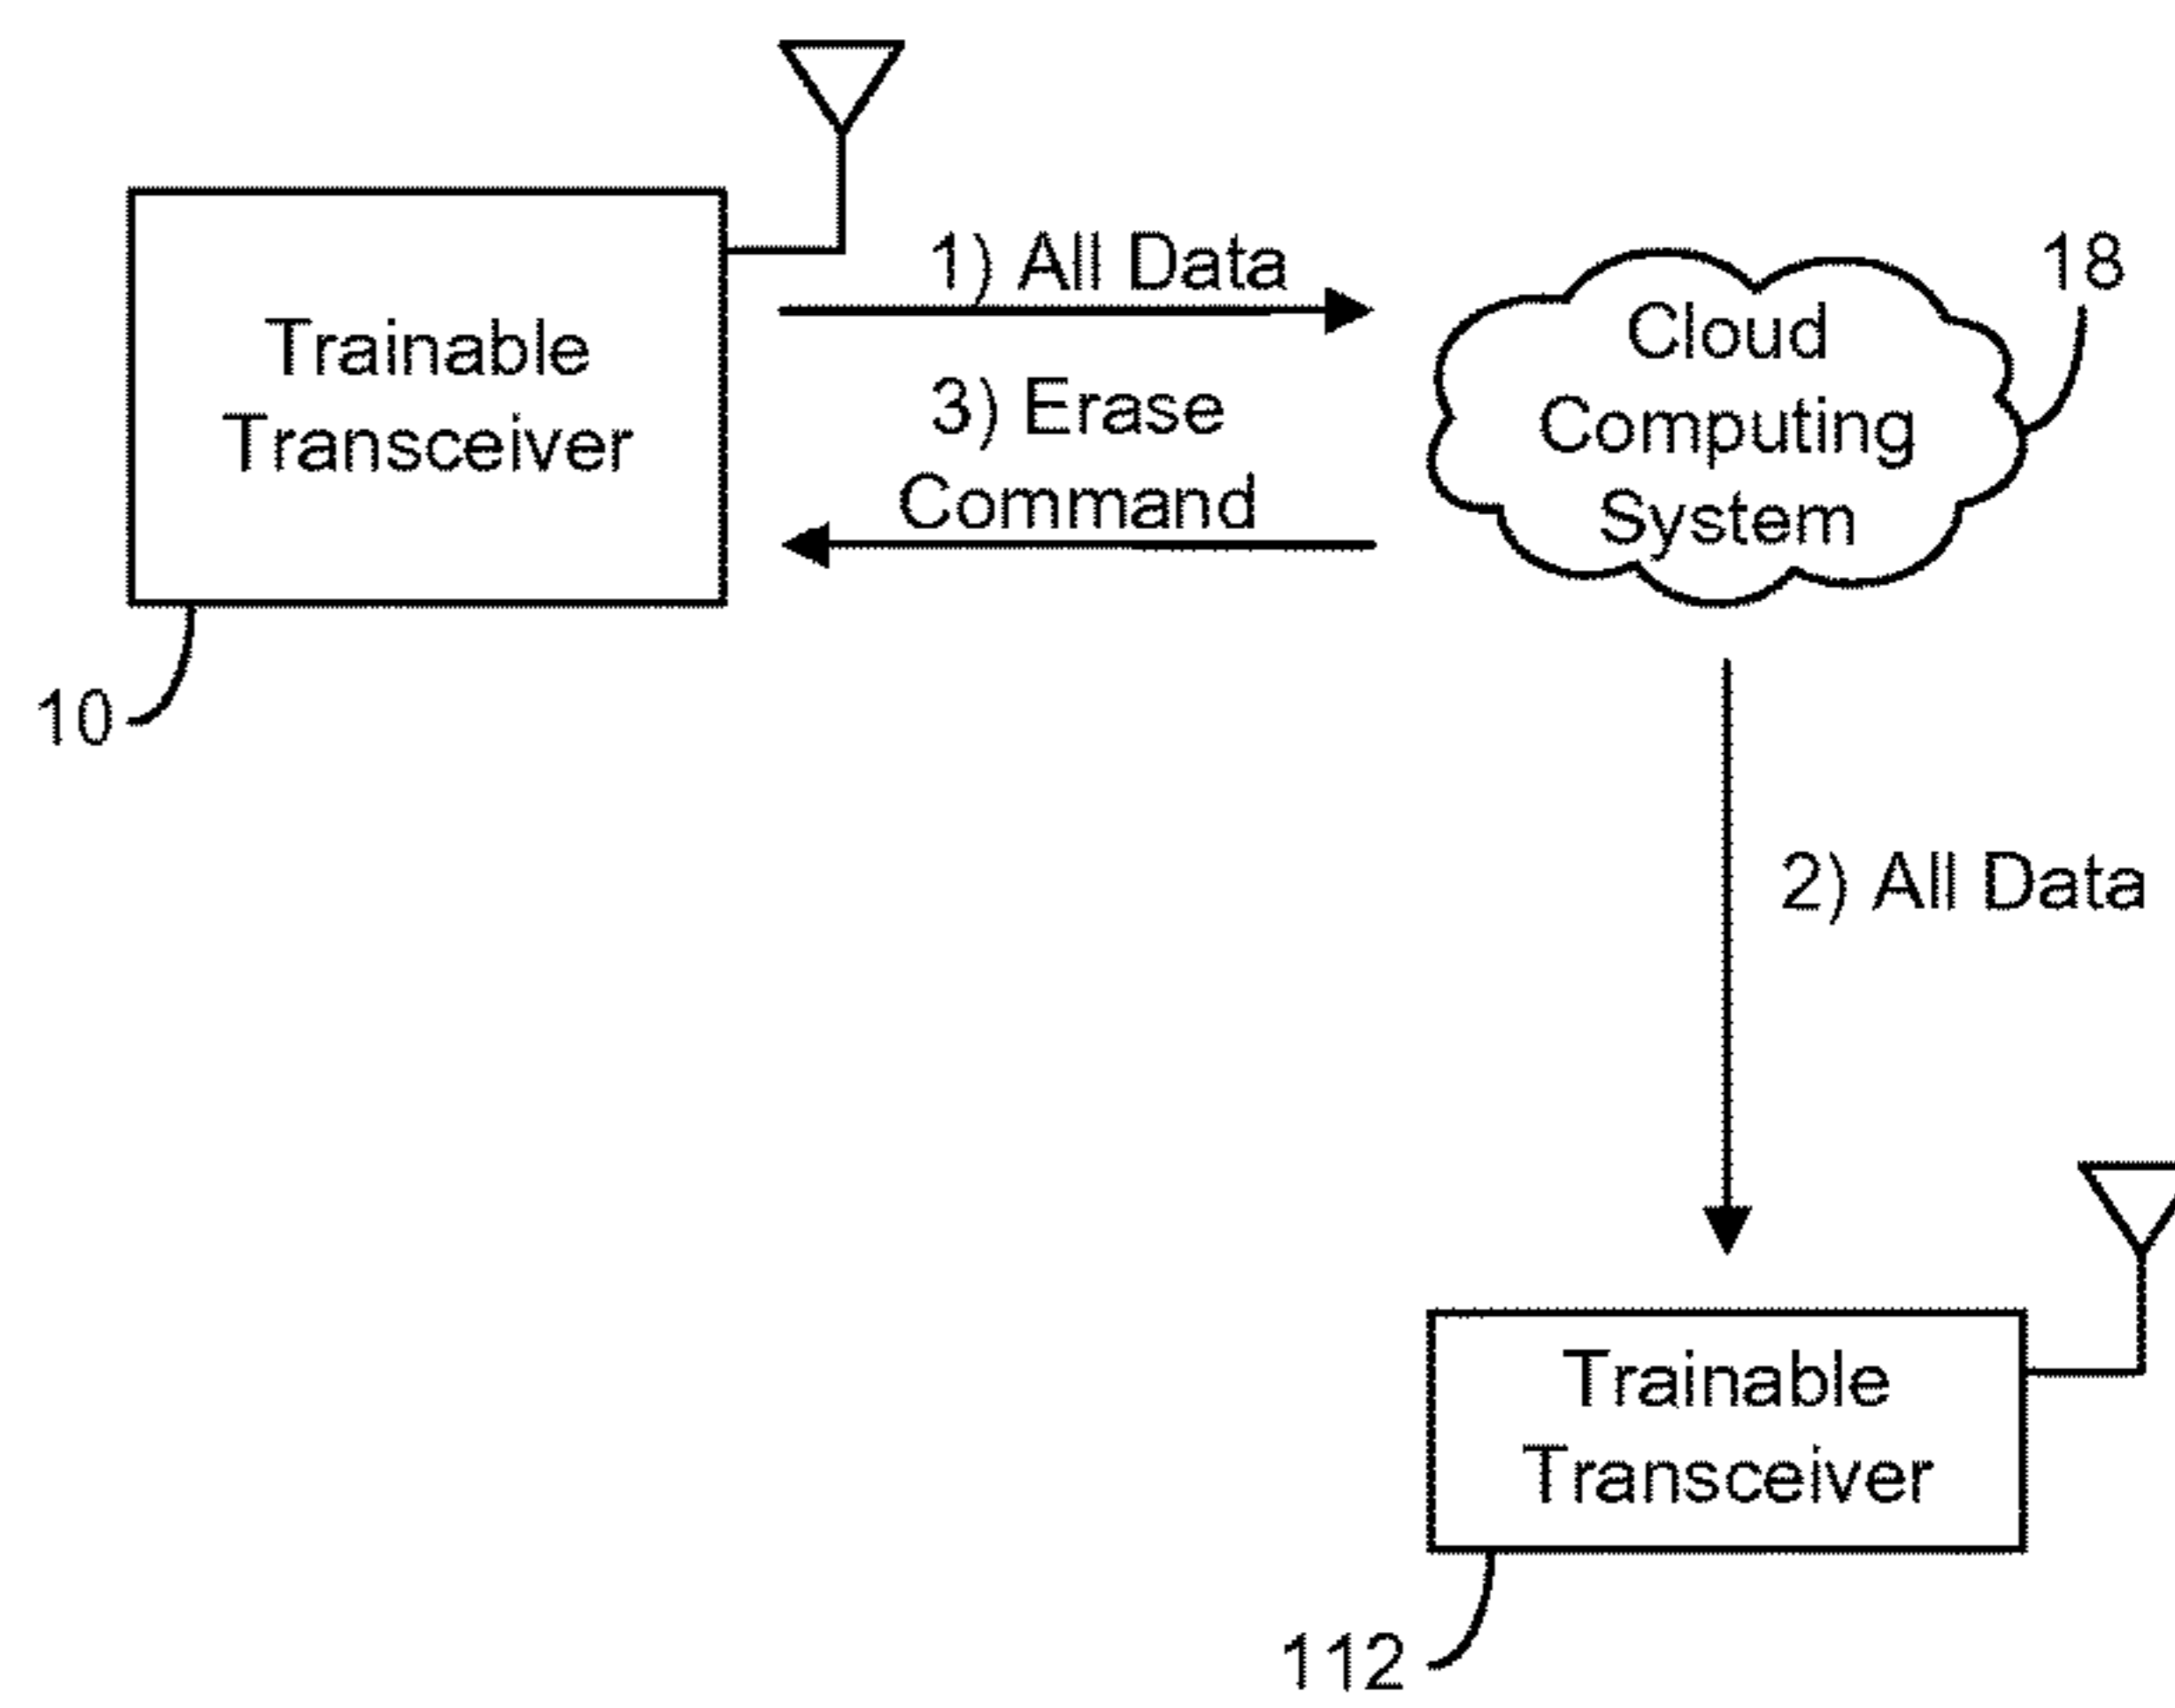 Trainable
Transceiver
10
1) All Data
3) Erase
Command
Cloud
Computing
System
18
2) All Data
Trainable
Transceiver
112